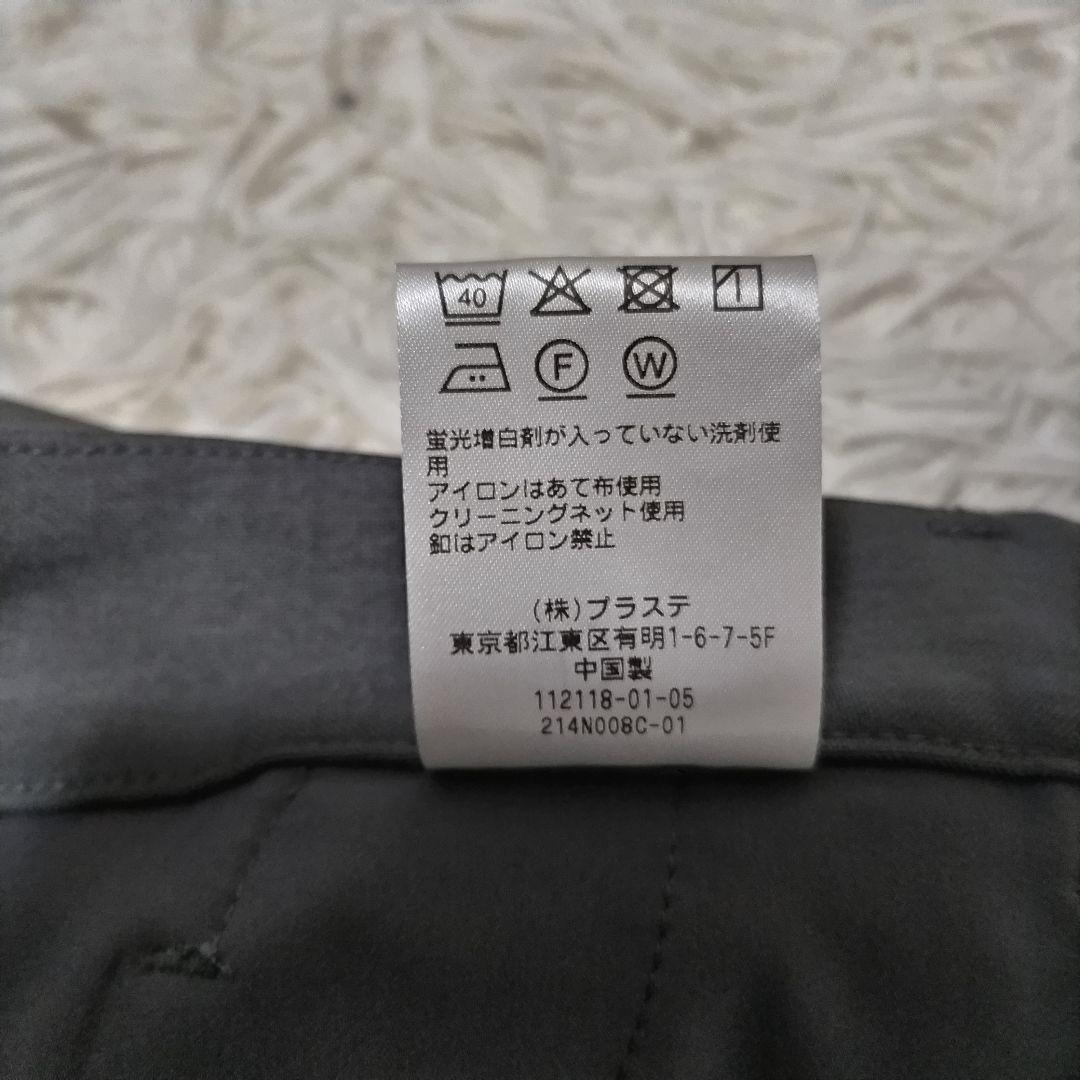 40
F W
蛍光増白剤が入っていない洗剤使
用
アイロンはあて布使用
クリーニングネット使用
釦はアイロン禁止
(株)プラステ
東京都江東区有明1-6-7-5F
中国製
112118-01-05
214N008C-01